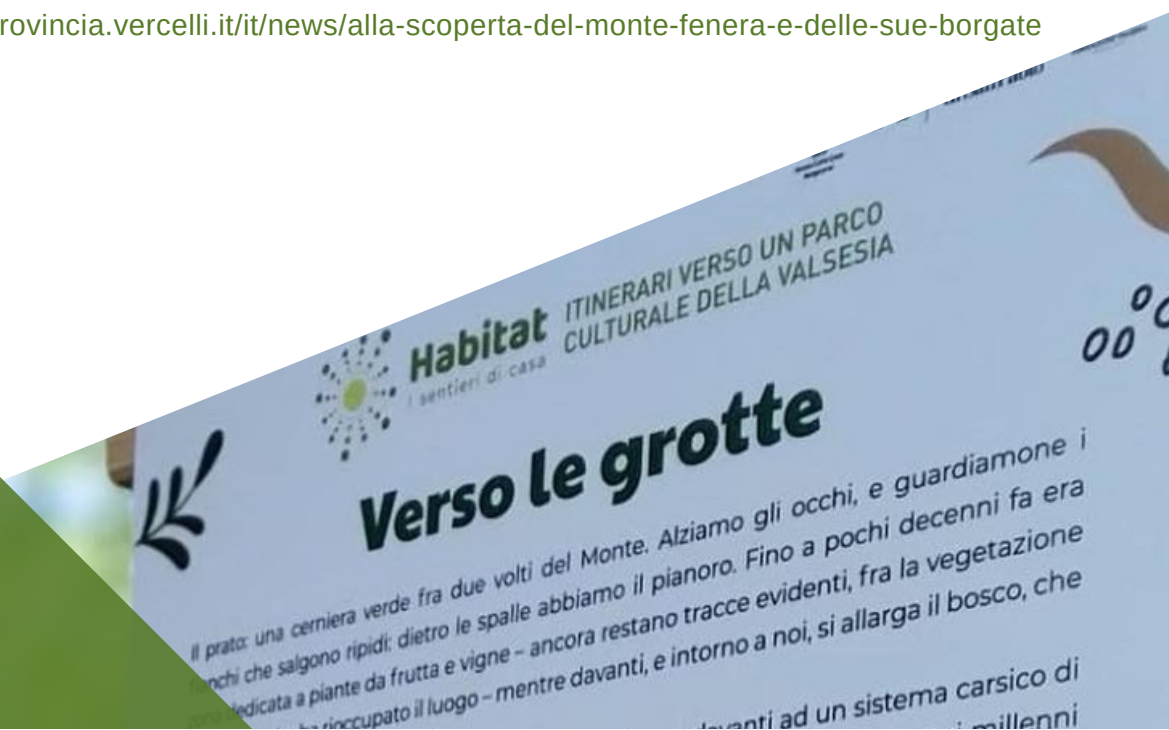 rovincia.vercelli.it/it/news/alla-scoperta-del-monte-fenera-e-delle-sue-borgate
Habitat
i sentieri di casa
ITINERARI VERSO UN PARCO
CULTURALE DELLA VALSESIA
Verso le grotte
Il prato: una cerniera verde fra due volti del Monte. Alziamo gli occhi, e guardiamone i
fianchi che salgono ripidi: dietro le spalle abbiamo il pianoro. Fino a pochi decenni fa era
zona dedicata a piante da frutta e vigne – ancora restano tracce evidenti, fra la vegetazione
che ha rioccupato il luogo – mentre davanti, e intorno a noi, si allarga il bosco, che
davanti ad un sistema carsico di
millenni